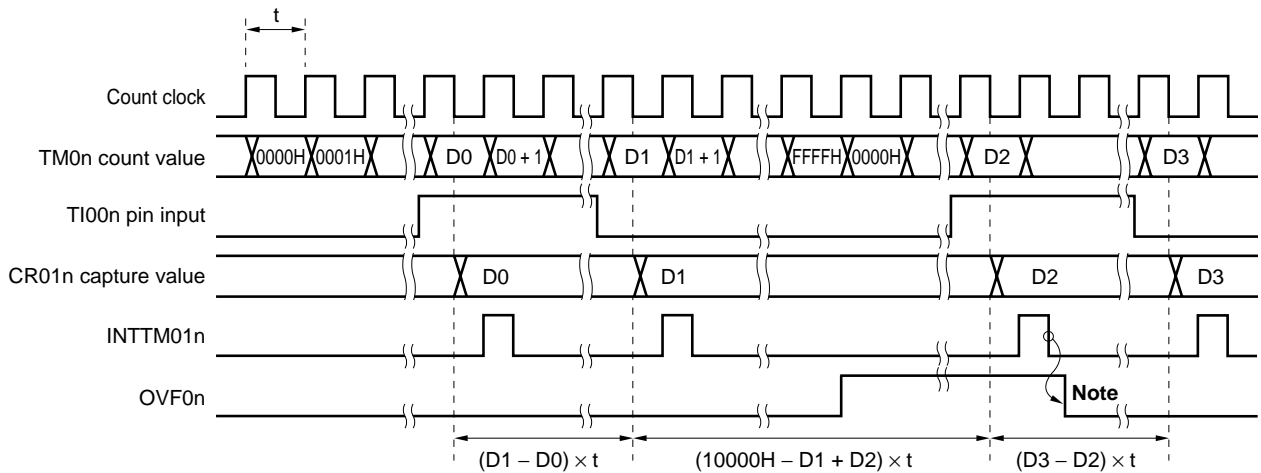 t
Count clock
TM0n count value 0000H 0001H D0 D0 + 1 D1 D1 + 1 FFFFH 0000H D2 D3
TI00n pin input
CR01n capture value D0 D1 D2 D3
INTTM01n
OVF0n Note
(D1 − D0) × t (10000H − D1 + D2) × t (D3 − D2) × t